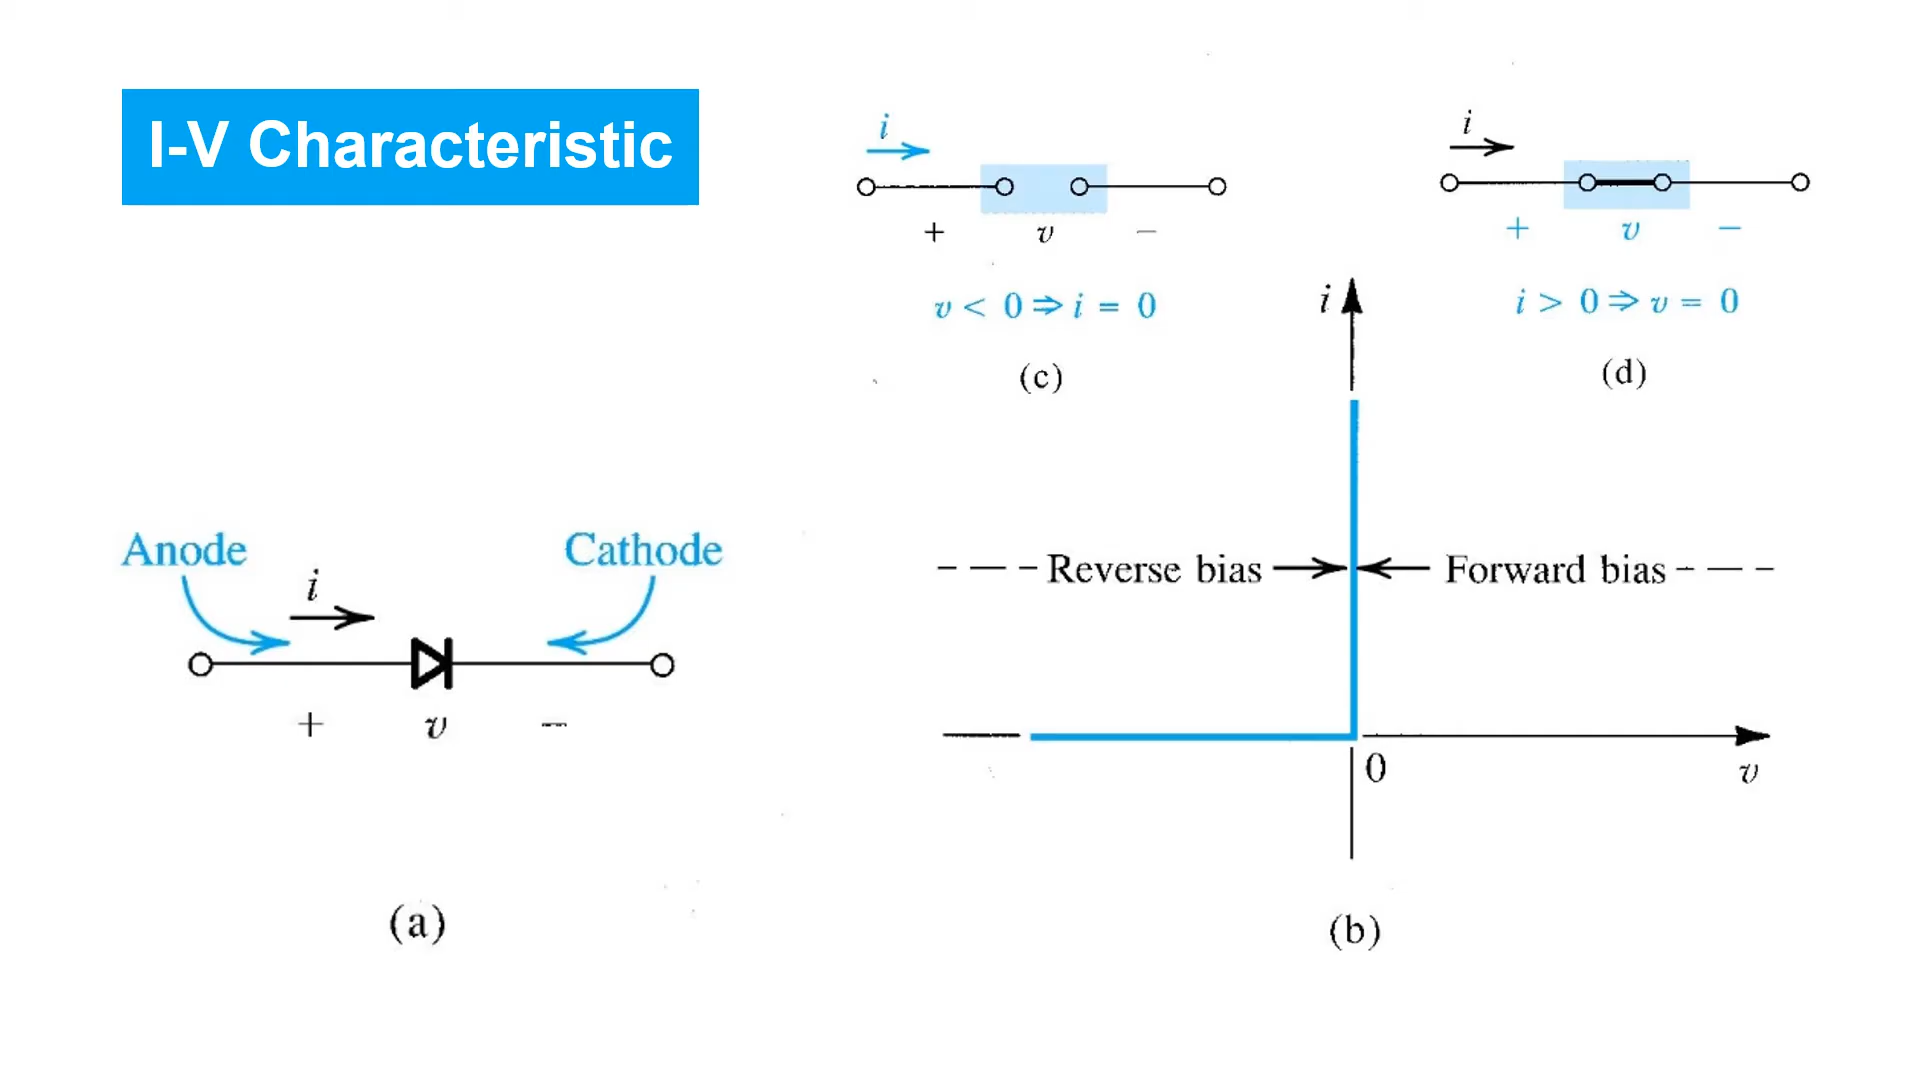 I-V Characteristic
i
+ v −
v < 0 ⇒ i = 0
(c)
i
+ v −
i > 0 ⇒ v = 0
(d)
Anode
Cathode
i
+ v −
(a)
i
Reverse bias
Forward bias
0
v
(b)